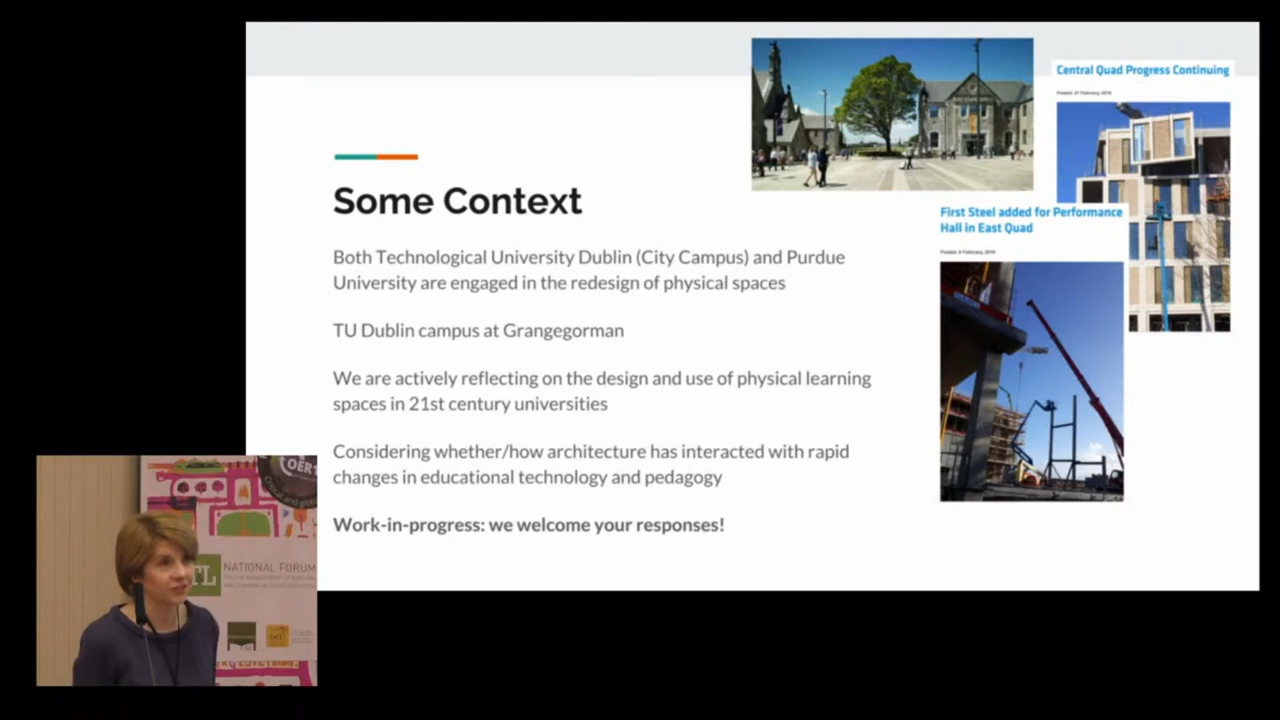 Some Context
Both Technological University Dublin (City Campus) and Purdue
University are engaged in the redesign of physical spaces
TU Dublin campus at Grangegorman
We are actively reflecting on the design and use of physical learning
spaces in 21st century universities
Considering whether/how architecture has interacted with rapid
changes in educational technology and pedagogy
Work-in-progress: we welcome your responses!
Central Quad Progress Continuing
First Steel added for Performance
Hall in East Quad
TL
NATIONAL FORUM